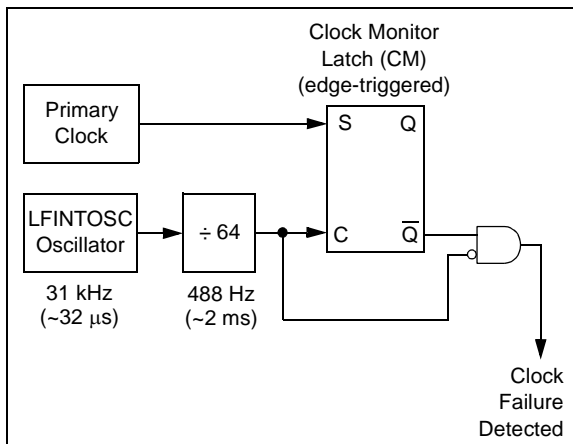 Clock Monitor
Latch (CM)
(edge-triggered)
Primary
Clock
S
Q
LFINTOSC
Oscillator
÷ 64
C
Q̅
31 kHz
(~32 μs)
488 Hz
(~2 ms)
Clock
Failure
Detected